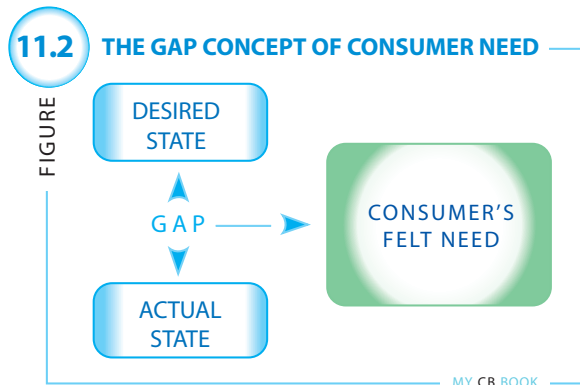 11.2 THE GAP CONCEPT OF CONSUMER NEED
FIGURE
DESIRED
STATE
GAP
CONSUMER'S
FELT NEED
ACTUAL
STATE
MY CB BOOK